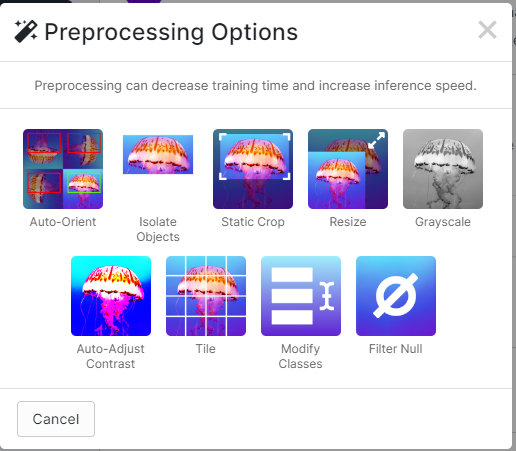 Preprocessing Options
Preprocessing can decrease training time and increase inference speed.
Auto-Orient
Isolate
Objects
Static Crop
Resize
Grayscale
Auto-Adjust
Contrast
Tile
Modify
Classes
Filter Null
Cancel